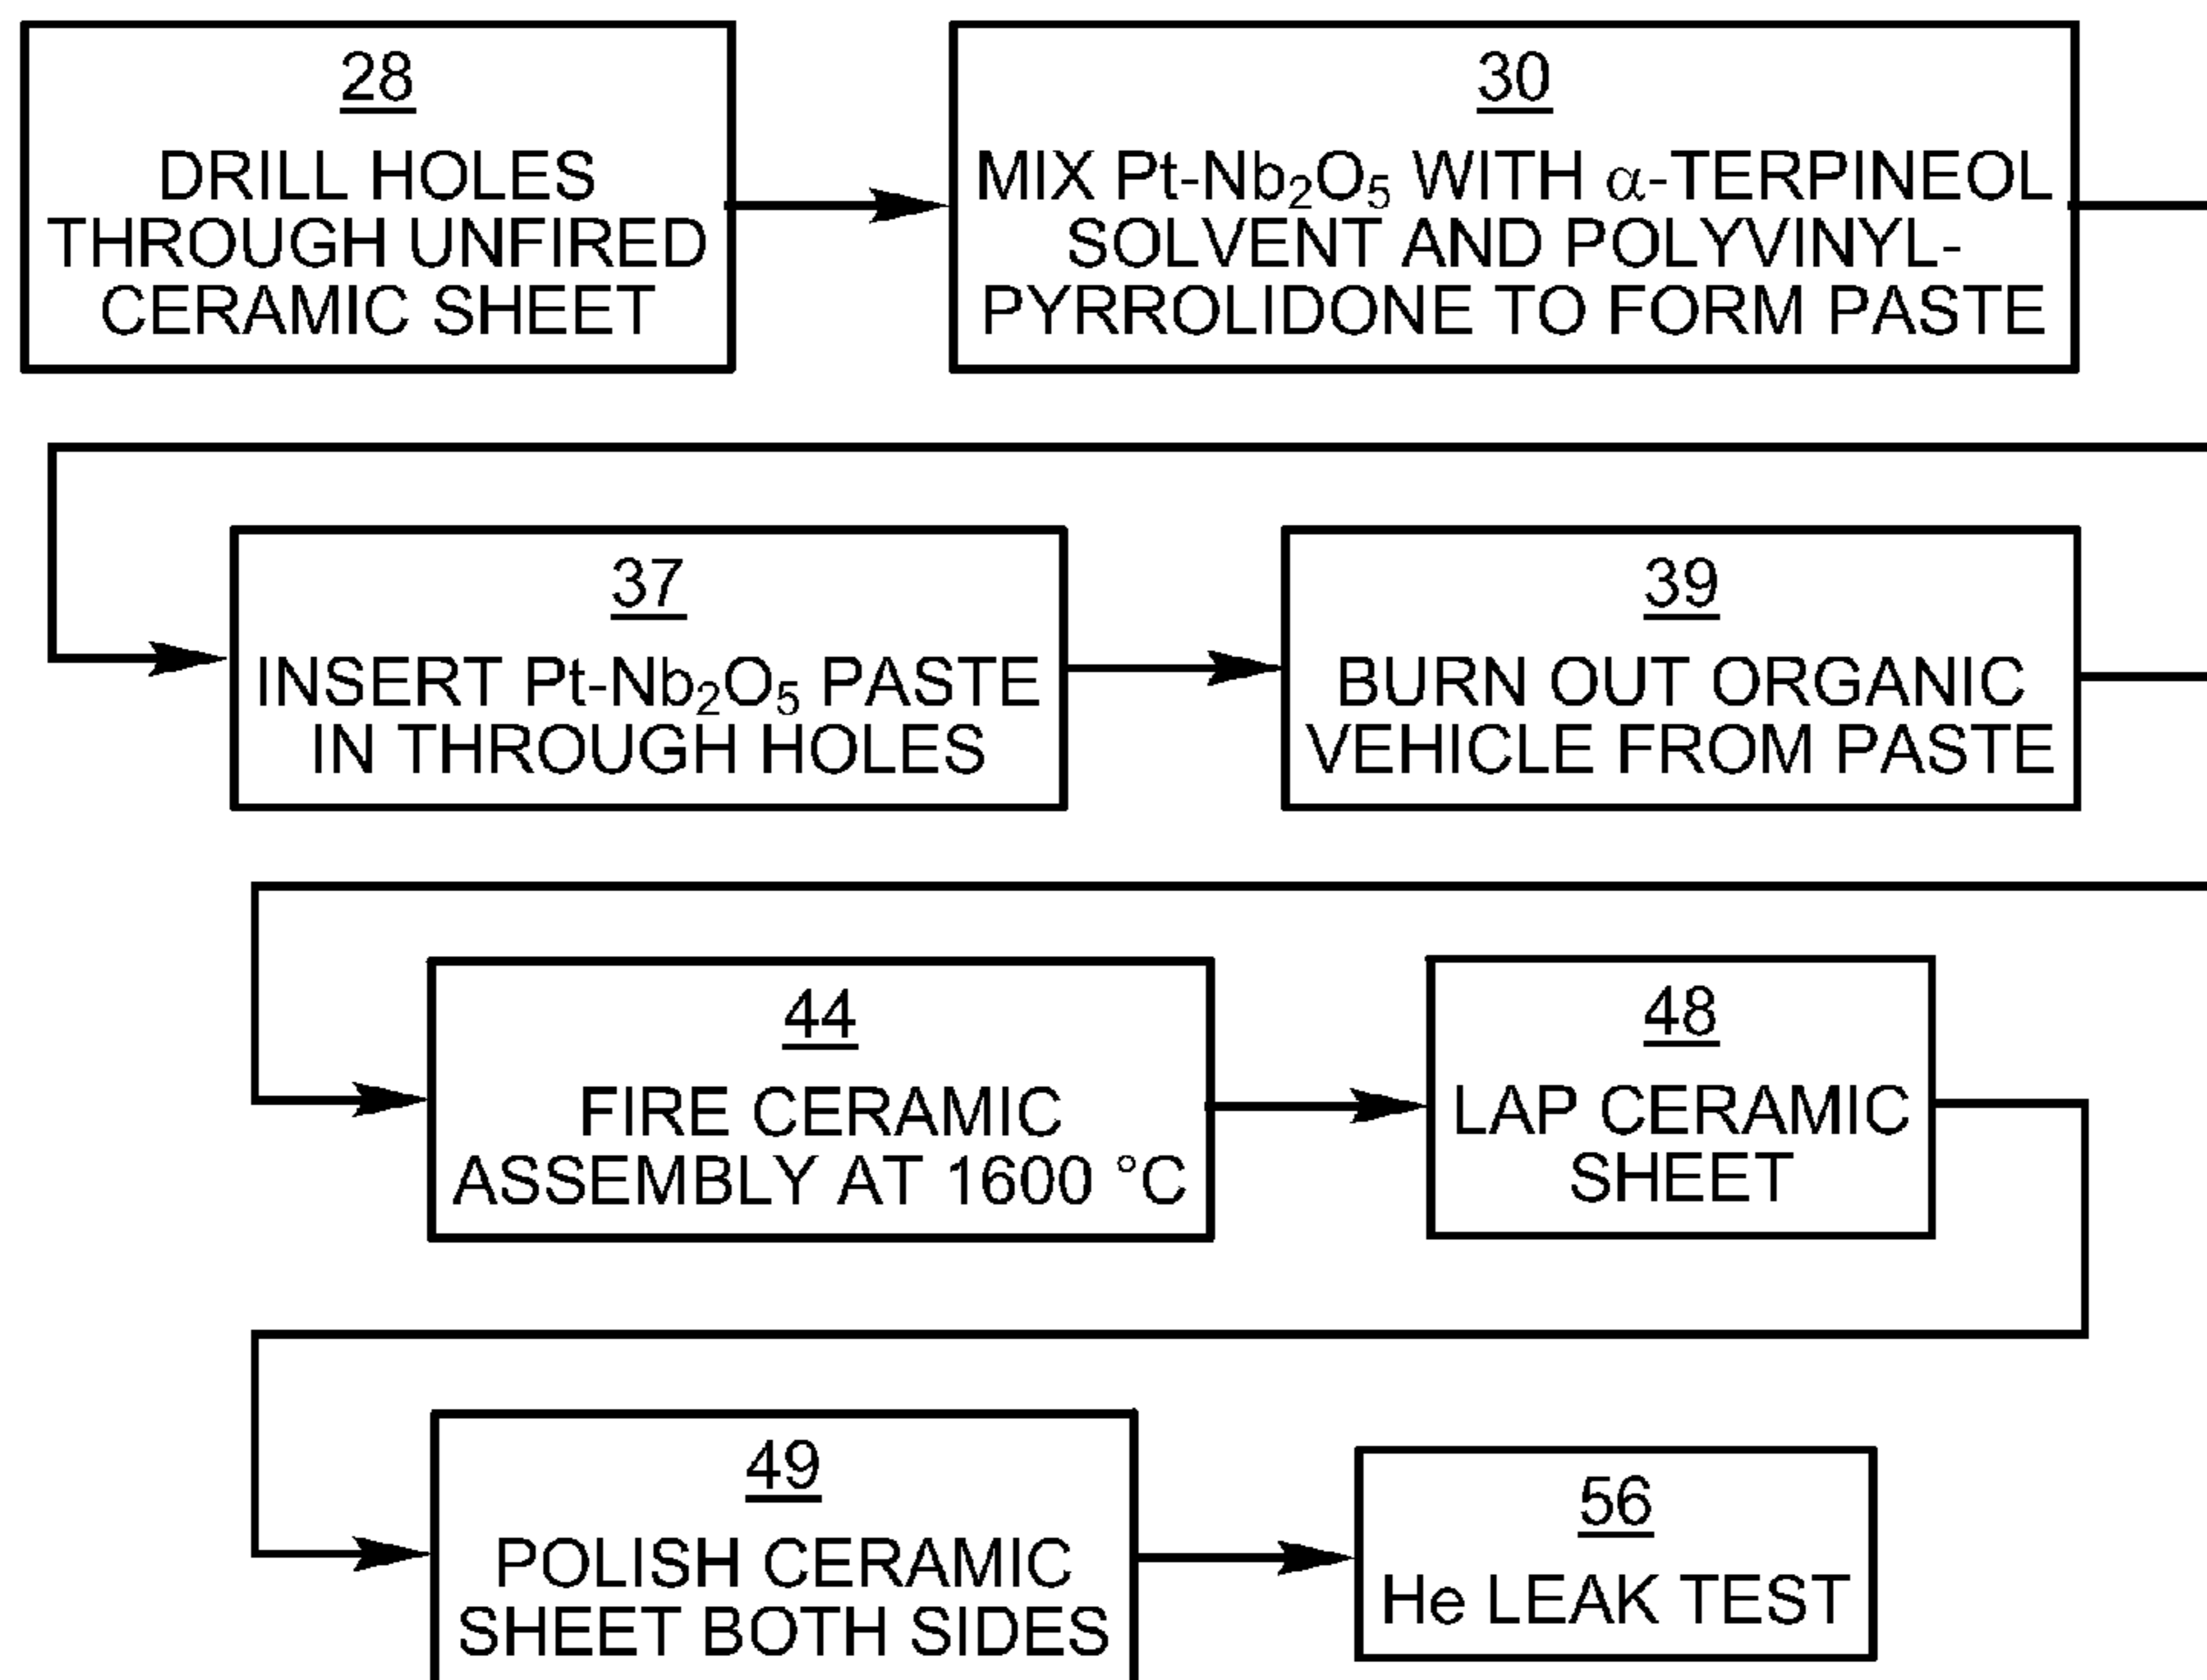 28
DRILL HOLES
THROUGH UNFIRED
CERAMIC SHEET
30
MIX Pt-Nb₂O₅ WITH α-TERPINEOL
SOLVENT AND POLYVINYL-
PYRROLIDONE TO FORM PASTE
37
INSERT Pt-Nb₂O₅ PASTE
IN THROUGH HOLES
39
BURN OUT ORGANIC
VEHICLE FROM PASTE
44
FIRE CERAMIC
ASSEMBLY AT 1600 °C
48
LAP CERAMIC
SHEET
49
POLISH CERAMIC
SHEET BOTH SIDES
56
He LEAK TEST